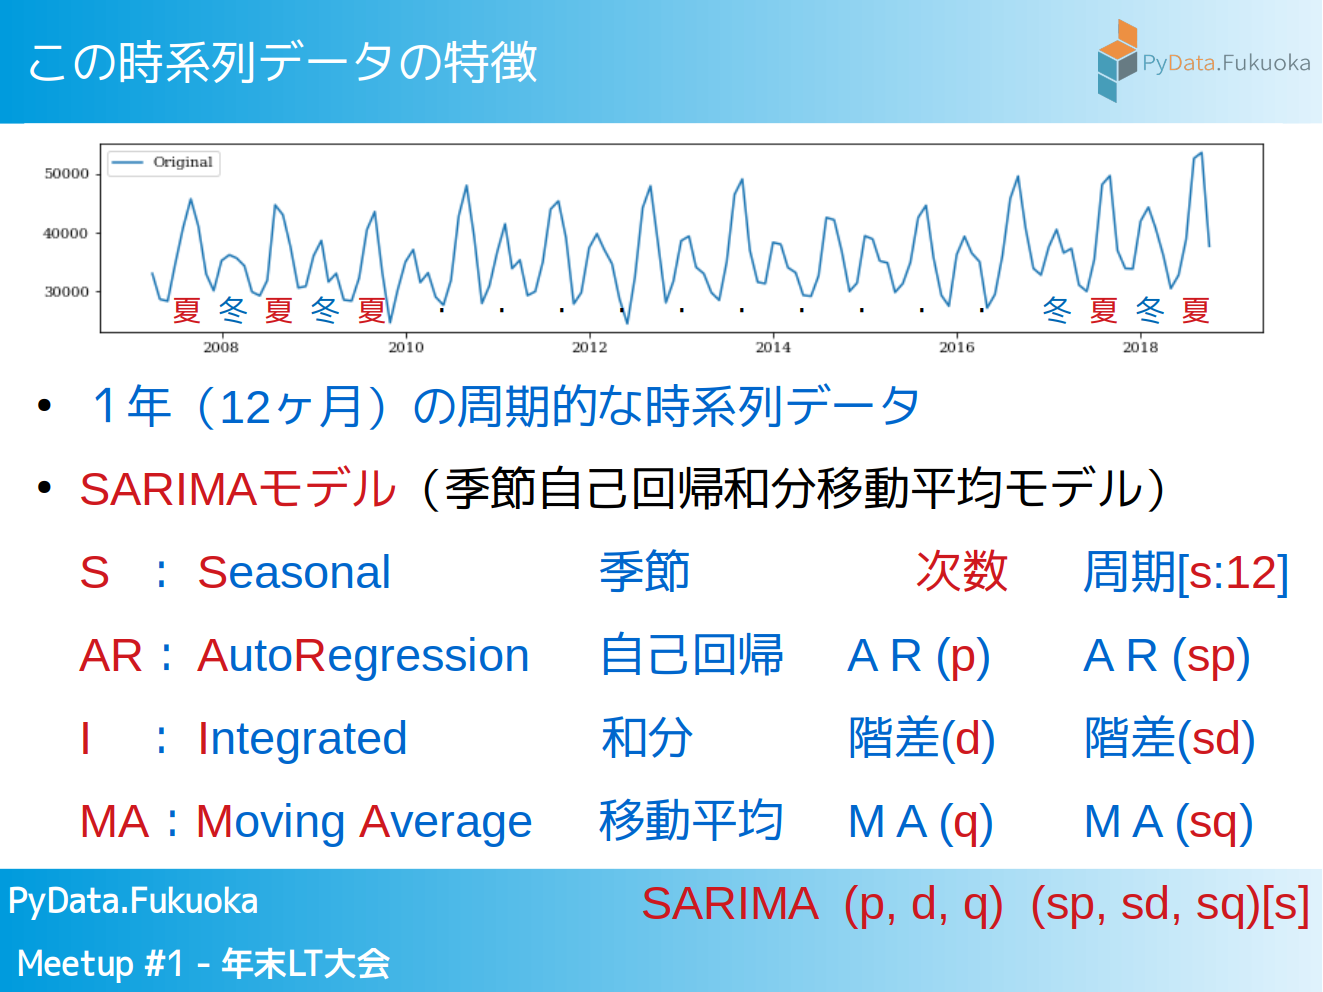 この時系列データの特徴
PyData.Fukuoka
Original
50000
40000
30000
夏 冬 夏 冬 夏 · · · · · · · · · · 冬 夏 冬 夏
2008 2010 2012 2014 2016 2018
• １年（12ヶ月）の周期的な時系列データ
• SARIMAモデル（季節自己回帰和分移動平均モデル）
S : Seasonal 季節 次数 周期[s:12]
AR : AutoRegression 自己回帰 A R (p) A R (sp)
I : Integrated 和分 階差(d) 階差(sd)
MA : Moving Average 移動平均 M A (q) M A (sq)
PyData.Fukuoka SARIMA (p, d, q) (sp, sd, sq)[s]
Meetup #1 - 年末LT大会